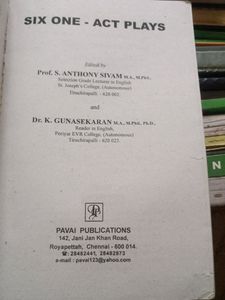 SIX ONE - ACT PLAYS
Edited by
Prof. S. ANTHONY SIVAM M.A., M.Phil.,
Selection Grade Lecturer in English
St. Joseph's College, (Autonomous)
Tiruchirapalli - 620 002.
and
Dr. K. GUNASEKARAN M.A., M.Phil., Ph.D.,
Reader in English,
Periyar EVR College, (Autonomous)
Tiruchirapalli - 620 023.
PAVAI PUBLICATIONS
142, Jani Jan Khan Road,
Royapettah, Chennai - 600 014.
☎: 28482441, 28482973
e-mail : pavai123@yahoo.com